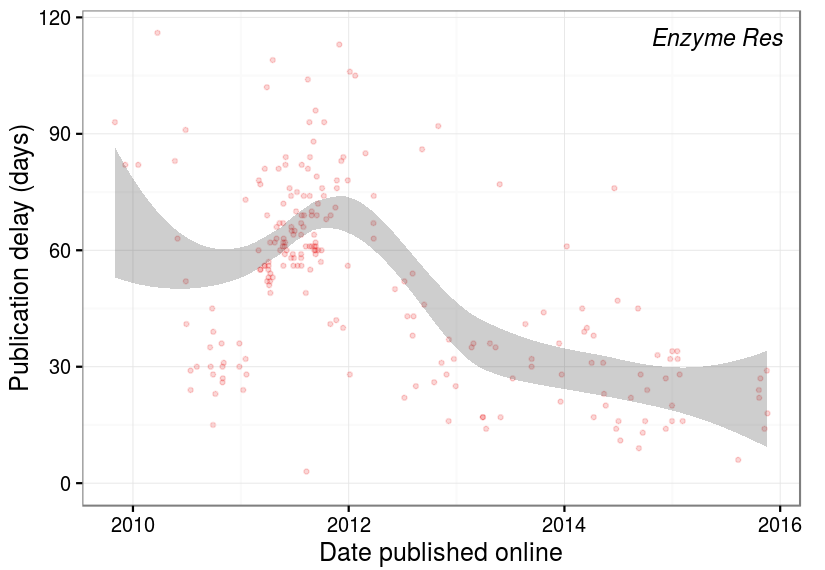 Enzyme Res
Publication delay (days)
120
90
60
30
0
2010 2012 2014 2016
Date published online